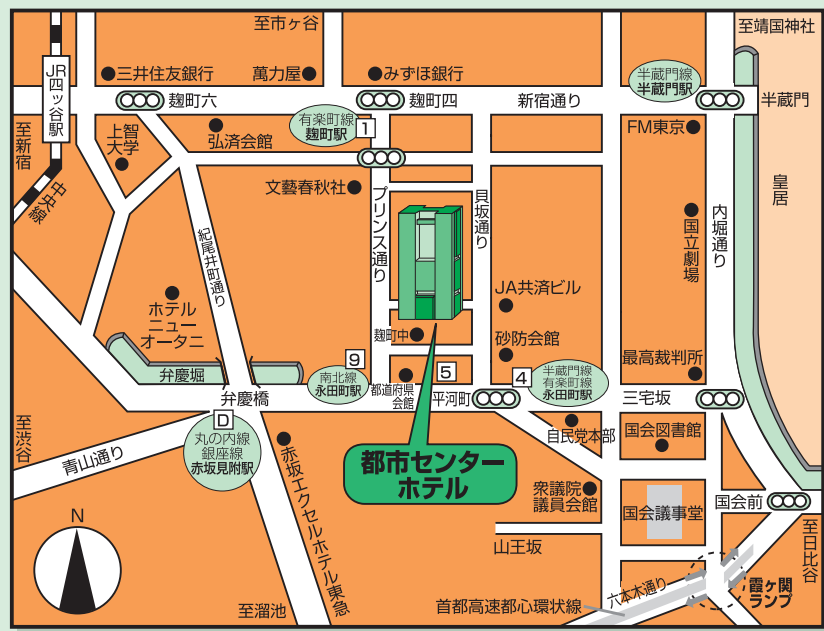 至市ヶ谷
至靖国神社
JR
四ッ谷駅
三井住友銀行
萬力屋
みずほ銀行
半蔵門線
半蔵門駅
麹町六
麹町四
新宿通り
半蔵門
至新宿
上智
大学
弘済会館
有楽町線
麹町駅
1
FM東京
中央線
文藝春秋社
プリンス通り
貝坂通り
国立劇場
内堀通り
皇居
紀尾井町通り
ホテル
ニュー
オータニ
JA共済ビル
麹町中
砂防会館
最高裁判所
弁慶堀
9
南北線
永田町駅
都道府県
会館
5
4
半蔵門線
有楽町線
永田町駅
弁慶橋
平河町
三宅坂
至渋谷
D
丸の内線
銀座線
赤坂見附駅
自民党本部
国会図書館
青山通り
赤坂エクセルホテル東急
都市センター
ホテル
衆議院
議員会館
国会議事堂
国会前
N
山王坂
至日比谷
六本木通り
霞ヶ関
ランプ
至溜池
首都高速都心環状線